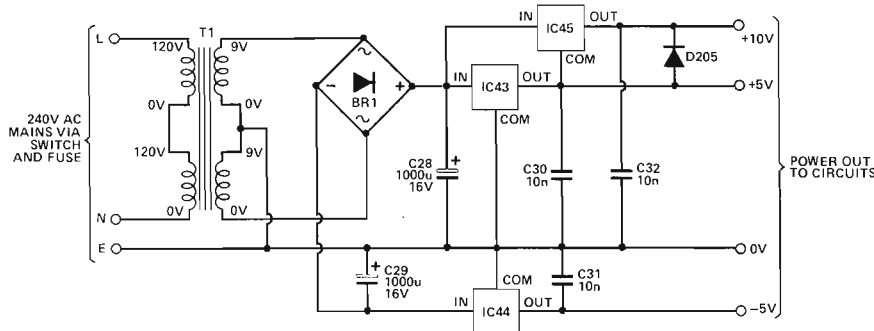 L
120V
T1
9V
0V
0V
120V
9V
0V
0V
240V AC
MAINS VIA
SWITCH
AND FUSE
N
E
~
-
+
BR1
~
IN
IC45
OUT
COM
IN
IC43
OUT
COM
D205
+10V
+5V
+
C28
1000u
16V
C30
10n
C32
10n
POWER OUT
TO CIRCUITS
0V
+
C29
1000u
16V
COM
IN
IC44
OUT
C31
10n
-5V